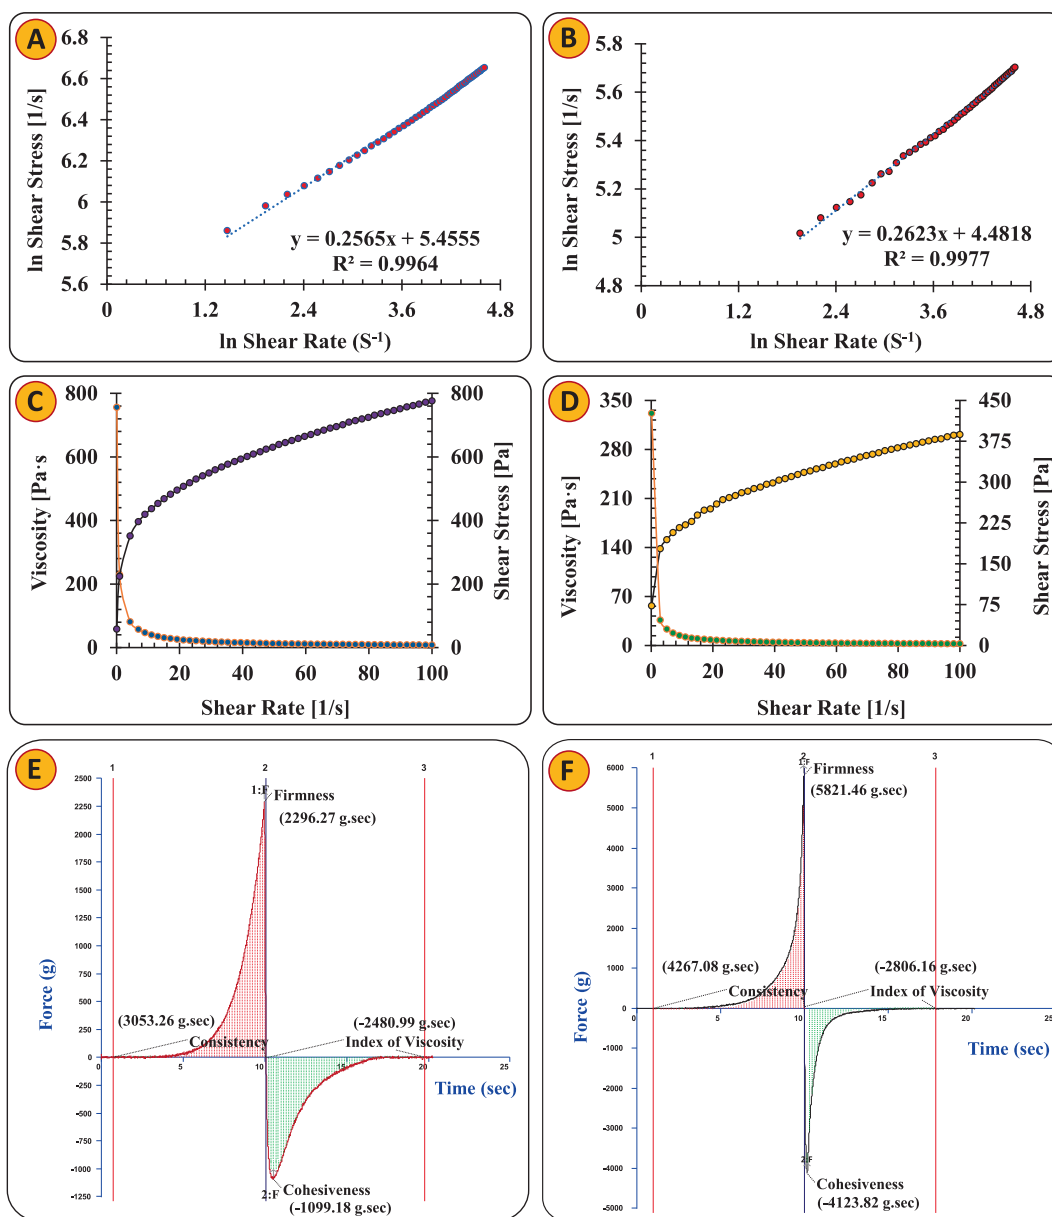 A
6.8
6.6
6.4
6.2
6
5.8
5.6
0
1.2
2.4
3.6
4.8
ln Shear Stress [1/s]
ln Shear Rate (S⁻¹)
y = 0.2565x + 5.4555
R² = 0.9964
B
5.8
5.6
5.4
5.2
5
4.8
0
1.2
2.4
3.6
4.8
ln Shear Stress [1/s]
ln Shear Rate (S⁻¹)
y = 0.2623x + 4.4818
R² = 0.9977
C
800
600
400
200
0
Viscosity [Pa·s
800
600
400
200
0
Shear Stress [Pa]
0
20
40
60
80
100
Shear Rate [1/s]
D
350
280
210
140
70
0
Viscosity [Pa·s]
450
375
300
225
150
75
0
Shear Stress [Pa]
0
20
40
60
80
100
Shear Rate [1/s]
E
1
2
3
2500
2250
2000
1750
1500
1250
1000
750
500
250
0
-250
-500
-750
-1000
-1250
Force (g)
1:F
Firmness
(2296.27 g.sec)
(3053.26 g.sec)
Consistency
(-2480.99 g.sec)
Index of Viscosity
0
5
10
15
20
25
Time (sec)
2:F
Cohesiveness
(-1099.18 g.sec)
F
1
2
3
6000
5000
4000
3000
2000
1000
0
-1000
-2000
-3000
-4000
-5000
Force (g)
1:F
Firmness
(5821.46 g.sec)
(4267.08 g.sec)
Consistency
(-2806.16 g.sec)
Index of Viscosity
0
5
10
15
20
25
Time (sec)
2:F
Cohesiveness
(-4123.82 g.sec)